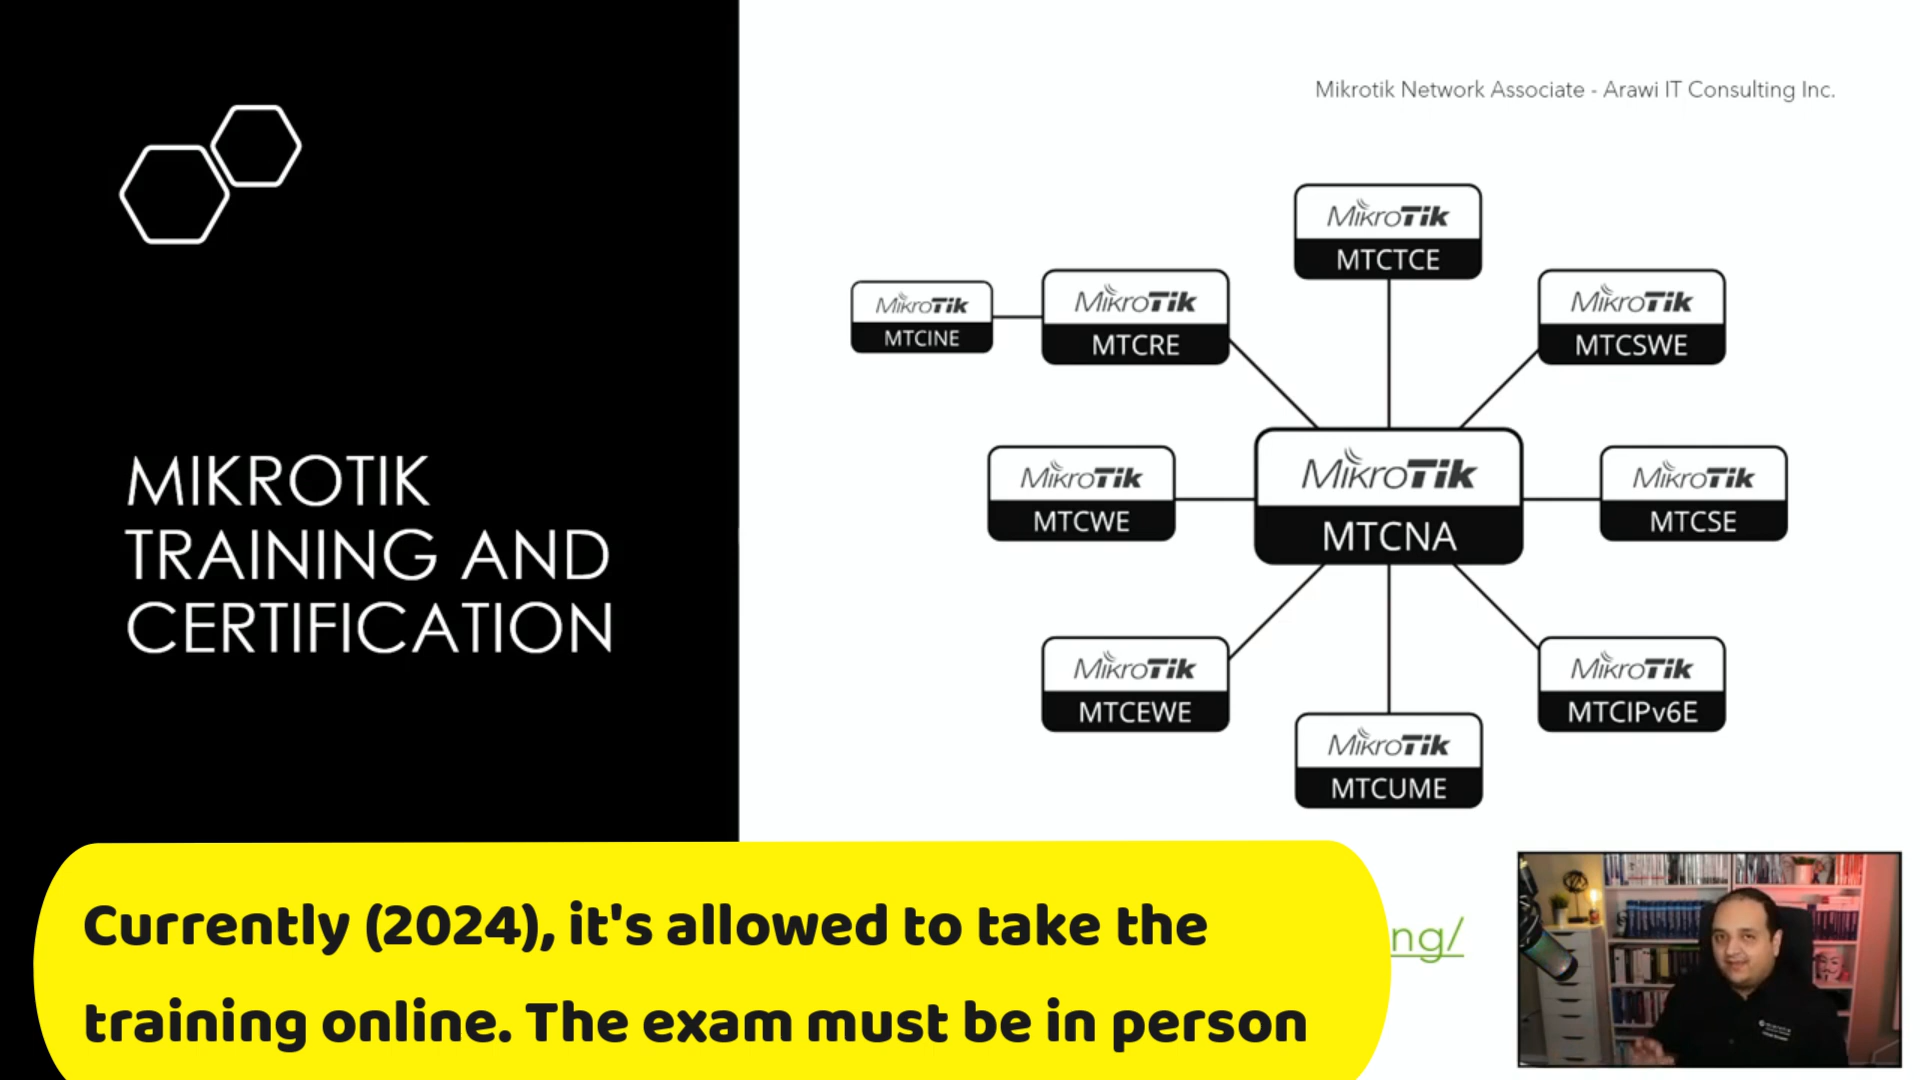 Mikrotik Network Associate - Arawi IT Consulting Inc.
MIKROTIK
TRAINING AND
CERTIFICATION
MikroTik
MTCTCE
MikroTik
MTCINE
MikroTik
MTCRE
MikroTik
MTCSWE
MikroTik
MTCWE
MikroTik
MTCNA
MikroTik
MTCSE
MikroTik
MTCEWE
MikroTik
MTCUME
MikroTik
MTCIPv6E
ng/
Currently (2024), it's allowed to take the
training online. The exam must be in person